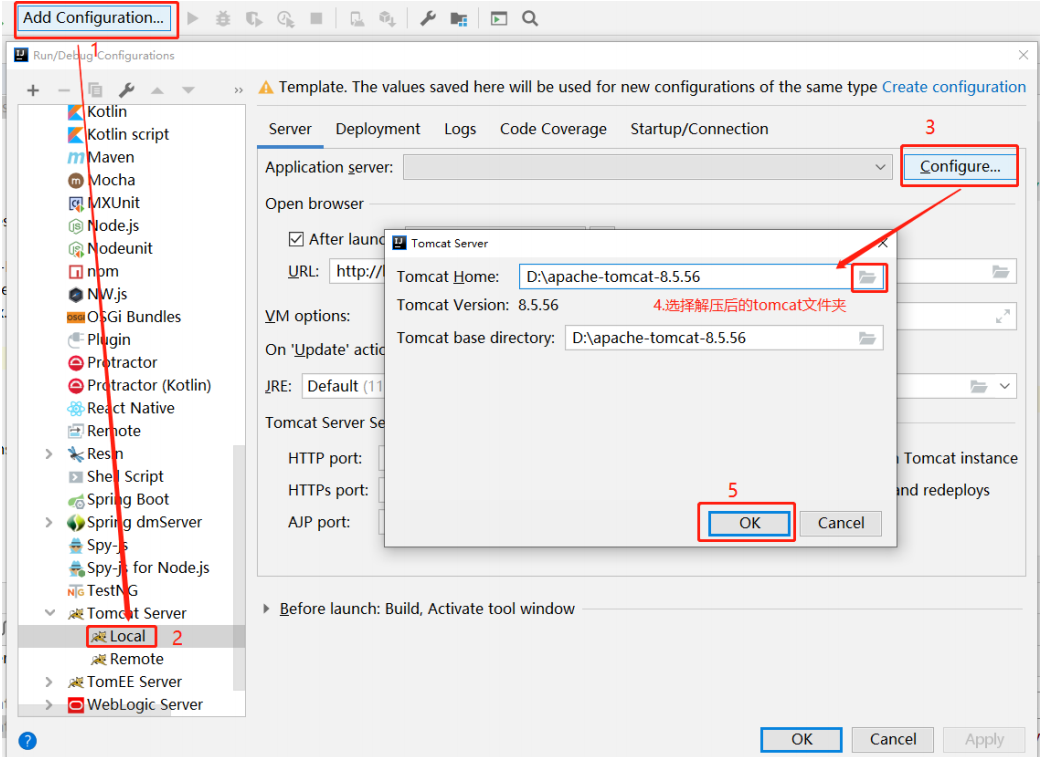 Add Configuration...
1
Run/Debug Configurations
Template. The values saved here will be used for new configurations of the same type Create configuration
Kotlin
Kotlin script
Maven
Mocha
MXUnit
Node.js
Nodeunit
npm
NW.js
OSGi Bundles
Plugin
Protractor
Protractor (Kotlin)
React Native
Remote
Resin
Shell Script
Spring Boot
Spring dmServer
Spy-js
Spy-js for Node.js
TestNG
Tomcat Server
Local 2
Remote
TomEE Server
WebLogic Server
Server Deployment Logs Code Coverage Startup/Connection
3
Application server: Configure...
Open browser
After launc
URL: http://
VM options:
On 'Update' actio
JRE: Default (11
Tomcat Server Se
HTTP port: Tomcat instance
HTTPs port: and redeploys
AJP port:
Tomcat Server
Tomcat Home: D:\apache-tomcat-8.5.56
Tomcat Version: 8.5.56 4.选择解压后的tomcat文件夹
Tomcat base directory: D:\apache-tomcat-8.5.56
5
OK Cancel
Before launch: Build, Activate tool window
? OK Cancel Apply